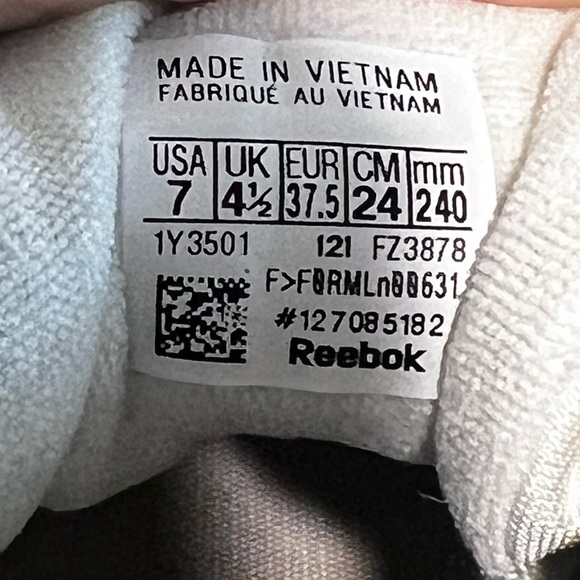 MADE IN VIETNAM
FABRIQUÉ AU VIETNAM
USA UK EUR CM mm
7 4½ 37.5 24 240
1Y3501 121 FZ3878
F>F0RMLn00631
#127085182
Reebok